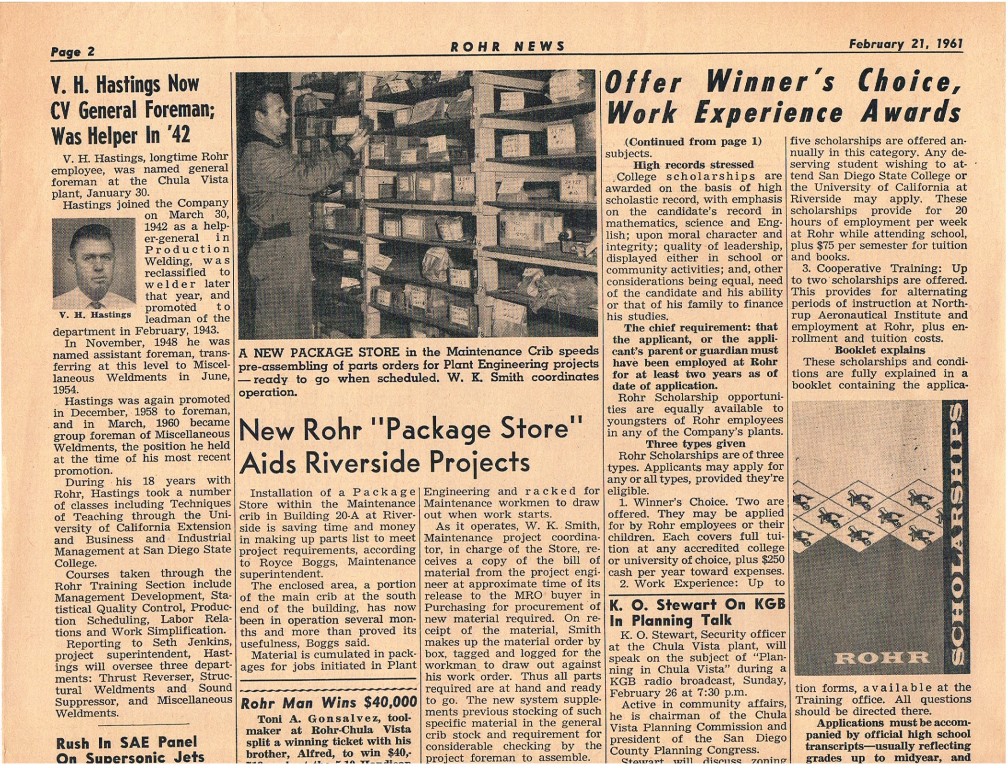 Page 2
ROHR NEWS
February 21, 1961
V. H. Hastings Now
CV General Foreman;
Was Helper In '42
V. H. Hastings, longtime Rohr
employee, was named general
foreman at the Chula Vista
plant, January 30.
Hastings joined the Company
on March 30,
1942 as a help-
er-general in
Production
Welding, was
reclassified to
welder later
that year, and
promoted to
leadman of the
V. H. Hastings
department in February, 1943.
In November, 1948 he was
named assistant foreman, trans-
ferring at this level to Miscel-
laneous Weldments in June,
1954.
Hastings was again promoted
in December, 1958 to foreman,
and in March, 1960 became
group foreman of Miscellaneous
Weldments, the position he held
at the time of his most recent
promotion.
During his 18 years with
Rohr, Hastings took a number
of classes including Techniques
of Teaching through the Uni-
versity of California Extension
and Business and Industrial
Management at San Diego State
College.
Courses taken through the
Rohr Training Section include
Management Development, Sta-
tistical Quality Control, Produc-
tion Scheduling, Labor Rela-
tions and Work Simplification.
Reporting to Seth Jenkins,
project superintendent, Hast-
ings will oversee three depart-
ments: Thrust Reverser, Struc-
tural Weldments and Sound
Suppressor, and Miscellaneous
Weldments.
Rush In SAE Panel
On Supersonic Jets
A NEW PACKAGE STORE in the Maintenance Crib speeds
pre-assembling of parts orders for Plant Engineering projects
—ready to go when scheduled. W. K. Smith coordinates
operation.
New Rohr "Package Store"
Aids Riverside Projects
Installation of a Package
Store within the Maintenance
crib in Building 20-A at River-
side is saving time and money
in making up parts list to meet
project requirements, according
to Royce Boggs, Maintenance
superintendent.
The enclosed area, a portion
of the main crib at the south
end of the building, has now
been in operation several mon-
ths and more than proved its
usefulness, Boggs said.
Material is cumulated in pack-
ages for jobs initiated in Plant
Rohr Man Wins $40,000
Toni A. Gonsalvez, tool-
maker at Rohr-Chula Vista
split a winning ticket with his
brother, Alfred, to win $40,-
Engineering and racked for
Maintenance workmen to draw
out when work starts.
As it operates, W. K. Smith,
Maintenance project coordina-
tor, in charge of the Store, re-
ceives a copy of the bill of
material from the project engi-
neer at approximate time of its
release to the MRO buyer in
Purchasing for procurement of
new material required. On re-
ceipt of the material, Smith
makes up the material order by
box, tagged and logged for the
workman to draw out against
his work order. Thus all parts
required are at hand and ready
to go. The new system supple-
ments previous stocking of such
specific material in the general
crib stock and requirement for
considerable checking by the
project foreman to assemble.
Offer Winner's Choice,
Work Experience Awards
(Continued from page 1)
subjects.
High records stressed
College scholarships are
awarded on the basis of high
scholastic record, with emphasis
on the candidate's record in
mathematics, science and Eng-
lish; upon moral character and
integrity; quality of leadership,
displayed either in school or
community activities; and, other
considerations being equal, need
of the candidate and his ability
or that of his family to finance
his studies.
The chief requirement: that
the applicant, or the appli-
cant's parent or guardian must
have been employed at Rohr
for at least two years as of
date of application.
Rohr Scholarship opportuni-
ties are equally available to
youngsters of Rohr employees
in any of the Company's plants.
Three types given
Rohr Scholarships are of three
types. Applicants may apply for
any or all types, provided they're
eligible.
1. Winner's Choice. Two are
offered. They may be applied
for by Rohr employees or their
children. Each covers full tui-
tion at any accredited college
or university of choice, plus $250
cash per year toward expenses.
2. Work Experience: Up to
K. O. Stewart On KGB
In Planning Talk
K. O. Stewart, Security officer
at the Chula Vista plant, will
speak on the subject of "Plan-
ning in Chula Vista" during a
KGB radio broadcast, Sunday,
February 26 at 7:30 p.m.
Active in community affairs,
he is chairman of the Chula
Vista Planning Commission and
president of the San Diego
County Planning Congress.
Stewart will discuss zoning
five scholarships are offered an-
nually in this category. Any de-
serving student wishing to at-
tend San Diego State College or
the University of California at
Riverside may apply. These
scholarships provide for 20
hours of employment per week
at Rohr while attending school,
plus $75 per semester for tuition
and books.
3. Cooperative Training: Up
to two scholarships are offered.
This provides for alternating
periods of instruction at North-
rup Aeronautical Institute and
employment at Rohr, plus en-
rollment and tuition costs.
Booklet explains
These scholarships and condi-
tions are fully explained in a
booklet containing the applica-
ROHR
SCHOLARSHIPS
tion forms, available at the
Training office. All questions
should be directed there.
Applications must be accom-
panied by official high school
transcripts—usually reflecting
grades up to midyear, and